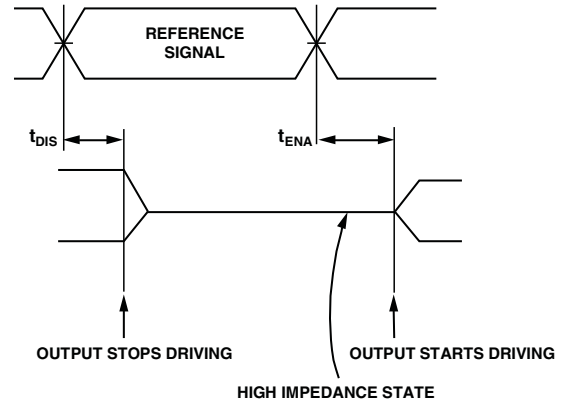 REFERENCE
SIGNAL
tDIS
tENA
OUTPUT STOPS DRIVING
OUTPUT STARTS DRIVING
HIGH IMPEDANCE STATE